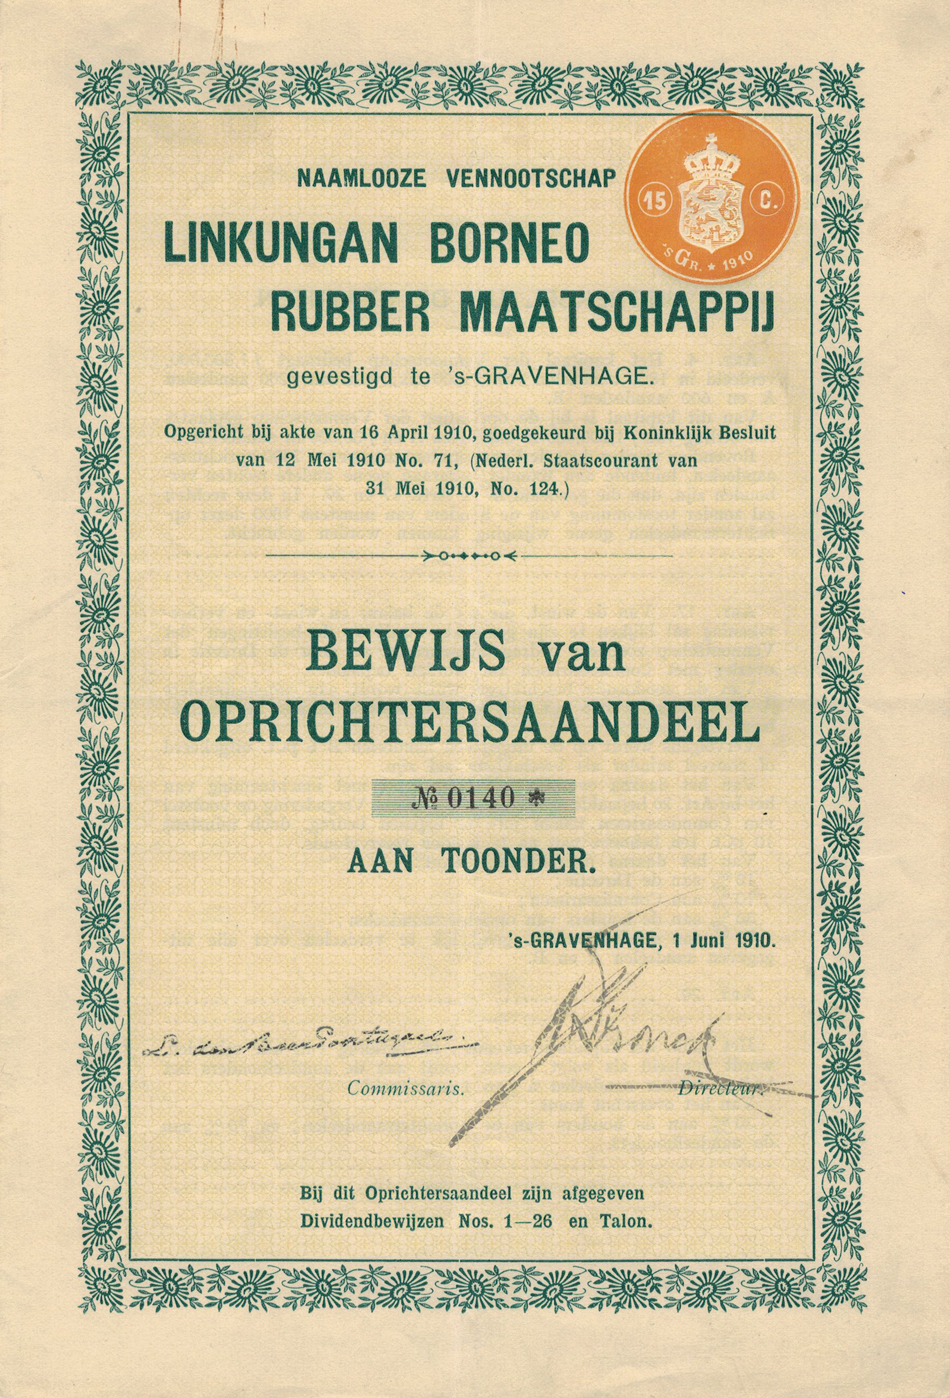 NAAMLOOZE VENNOOTSCHAP
LINKUNGAN BORNEO
RUBBER MAATSCHAPPIJ
15 C.
'sGR. ★ 1910
gevestigd te 's-GRAVENHAGE.
Opgericht bij akte van 16 April 1910, goedgekeurd bij Koninklijk Besluit
van 12 Mei 1910 No. 71, (Nederl. Staatscourant van
31 Mei 1910, No. 124.)
BEWIJS van
OPRICHTERSAANDEEL
№ 0140 *
AAN TOONDER.
's-GRAVENHAGE, 1 Juni 1910.
Commissaris.
Directeur.
Bij dit Oprichtersaandeel zijn afgegeven
Dividendbewijzen Nos. 1—26 en Talon.